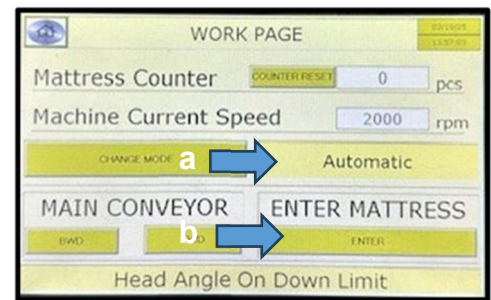 WORK PAGE
Mattress Counter COUNTER RESET 0 pcs
Machine Current Speed 2000 rpm
CHANGE MODE a Automatic
MAIN CONVEYOR ENTER MATTRESS
BWD b ENTER
Head Angle On Down Limit